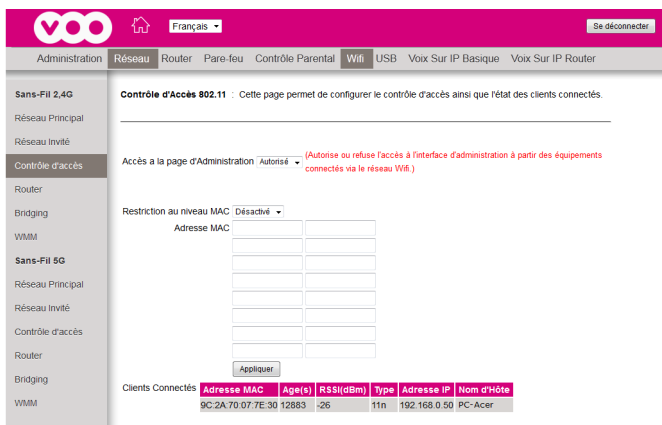 VOO
Français
Se déconnecter
Administration Réseau Router Pare-feu Contrôle Parental Wifi USB Voix Sur IP Basique Voix Sur IP Router
Sans-Fil 2,4G
Réseau Principal
Réseau Invité
Contrôle d'accès
Router
Bridging
WMM
Sans-Fil 5G
Réseau Principal
Réseau Invité
Contrôle d'accès
Router
Bridging
WMM
Contrôle d'Accès 802.11 : Cette page permet de configurer le contrôle d'accès ainsi que l'état des clients connectés.
Accès a la page d'Administration Autorisé (Autorise ou refuse l'accès à l'interface d'administration à partir des équipements
connectés via le réseau Wifi.)
Restriction au niveau MAC Désactivé
Adresse MAC
Appliquer
Clients Connectés Adresse MAC Age(s) RSSI(dBm) Type Adresse IP Nom d'Hôte
9C:2A:70:07:7E:30 12883 -26 11n 192.168.0.50 PC-Acer